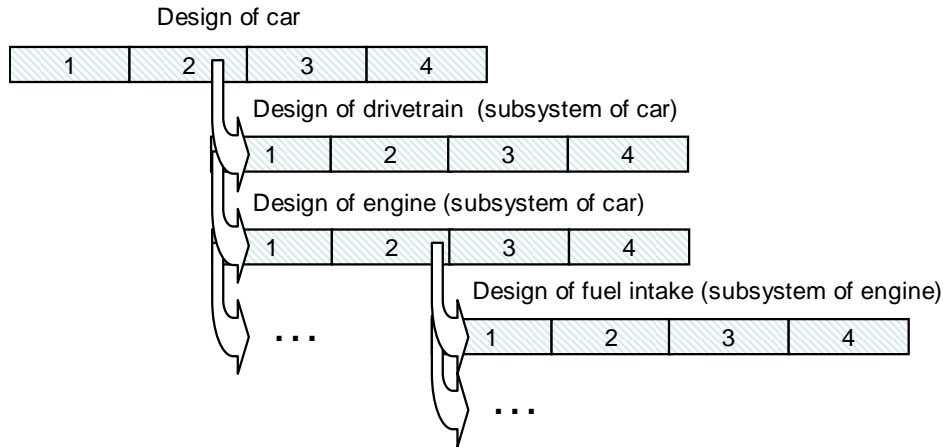 Design of car
1 2 3 4
Design of drivetrain (subsystem of car)
1 2 3 4
Design of engine (subsystem of car)
1 2 3 4
Design of fuel intake (subsystem of engine)
...
1 2 3 4
...